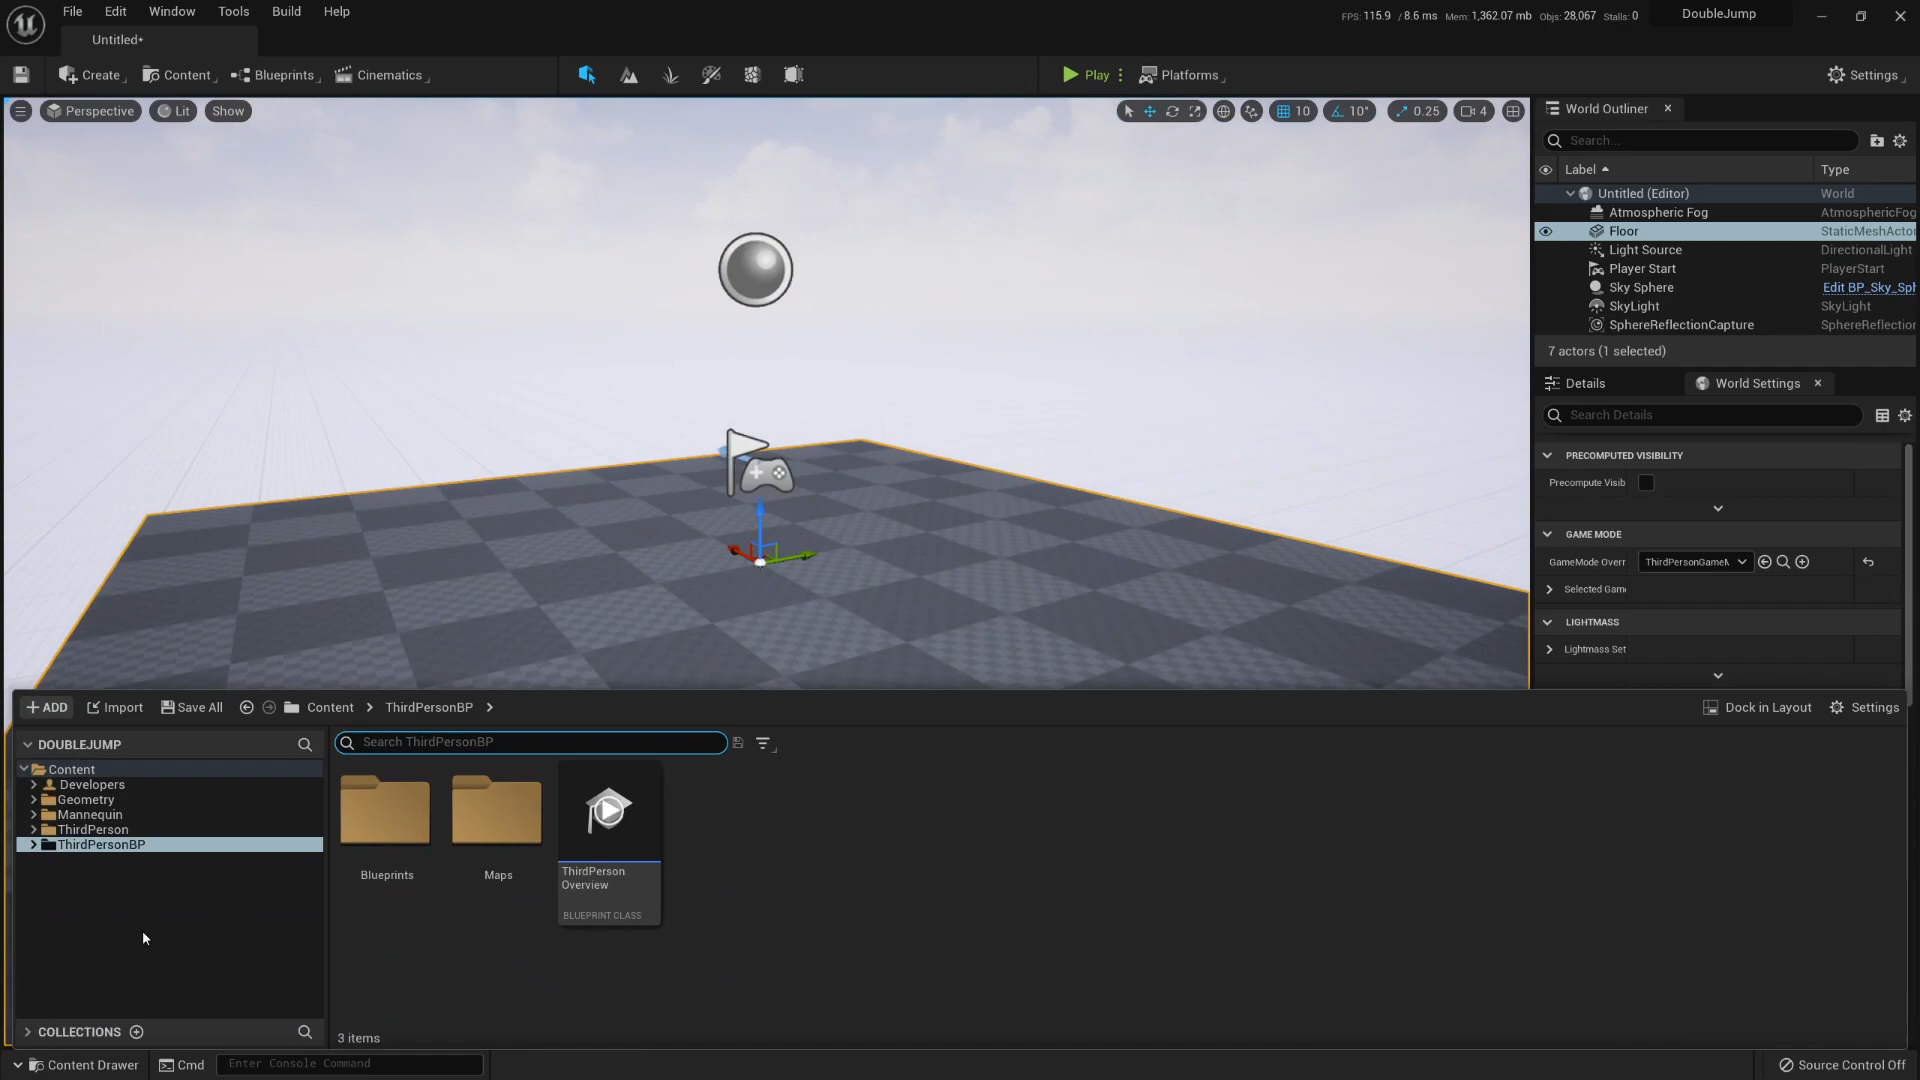 File Edit Window Tools Build Help
FPS: 115.9 / 8.6 ms Mem: 1,362.07 mb Objs: 28,067 Stalls: 0
DoubleJump
Untitled*
Create Content Blueprints Cinematics
Play Platforms
Settings
Perspective Lit Show
10 10° 0.25 4
World Outliner
Search...
Label Type
Untitled (Editor) World
Atmospheric Fog AtmosphericFog
Floor StaticMeshActo
Light Source DirectionalLight
Player Start PlayerStart
Sky Sphere Edit BP_Sky_Sph
SkyLight SkyLight
SphereReflectionCapture SphereReflection
7 actors (1 selected)
Details World Settings
Search Details
PRECOMPUTED VISIBILITY
Precompute Visib
GAME MODE
GameMode Overr ThirdPersonGameM
Selected Game
LIGHTMASS
Lightmass Set
ADD Import Save All Content ThirdPersonBP
Dock in Layout Settings
DOUBLEJUMP
Search ThirdPersonBP
Content
Developers
Geometry
Mannequin
ThirdPerson
ThirdPersonBP
Blueprints
Maps
ThirdPerson
Overview
BLUEPRINT CLASS
COLLECTIONS
3 items
Content Drawer Cmd Enter Console Command
Source Control Off